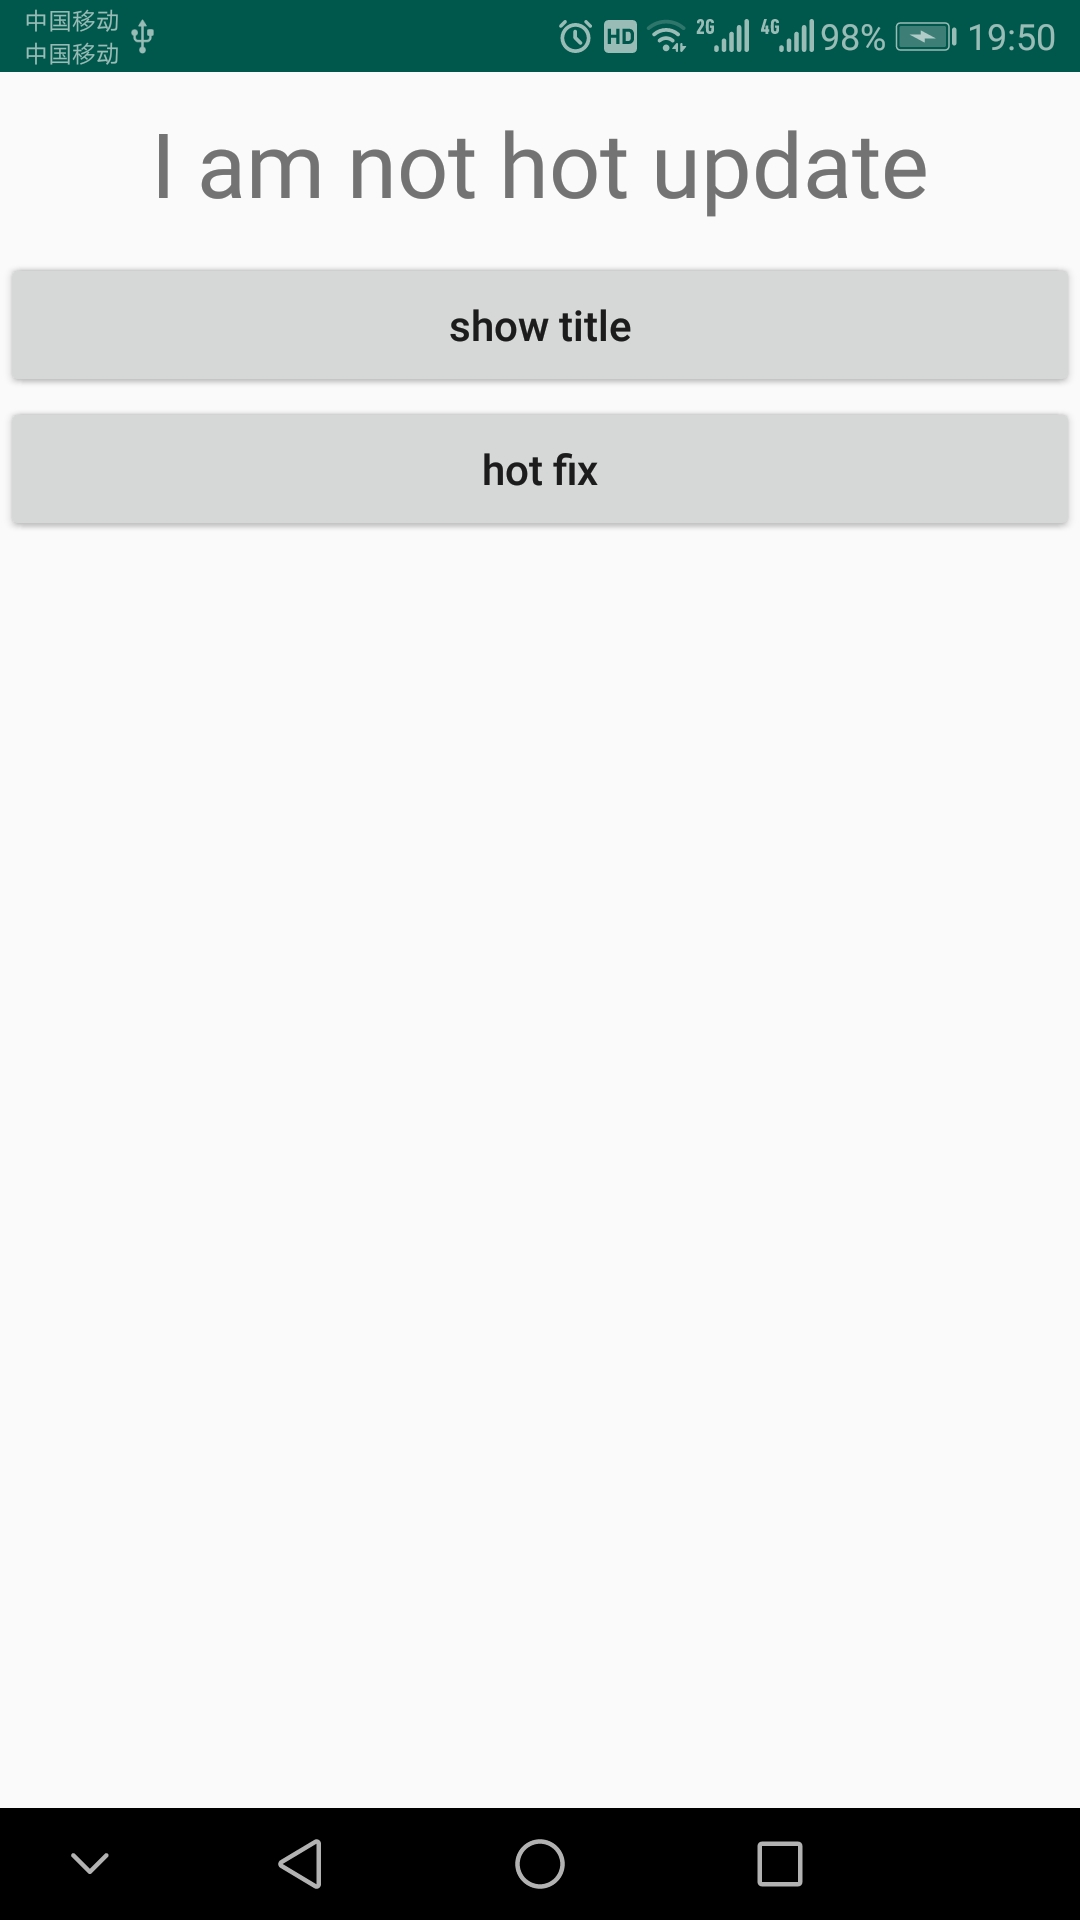 中国移动
中国移动
HD 2G 4G 98% 19:50
I am not hot update
show title
hot fix